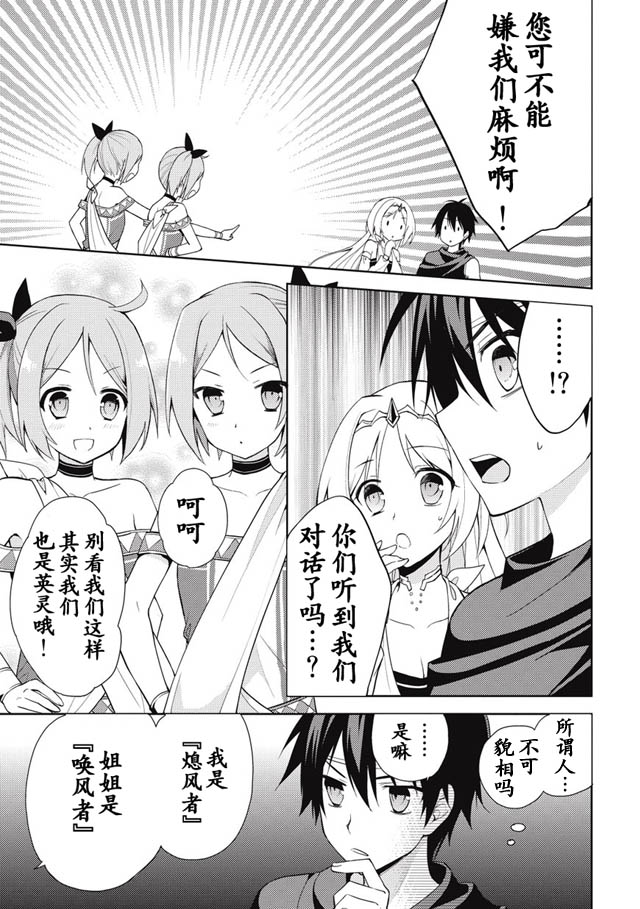 您可不能
嫌我们麻烦啊！
……!?
你们听到我们
对话了吗…？
呵呵
别看我们这样
其实我们
也是英灵哦！
所谓人…
不可
貌相吗
……
是嘛
我是
『熄风者』
姐姐是
『唤风者』